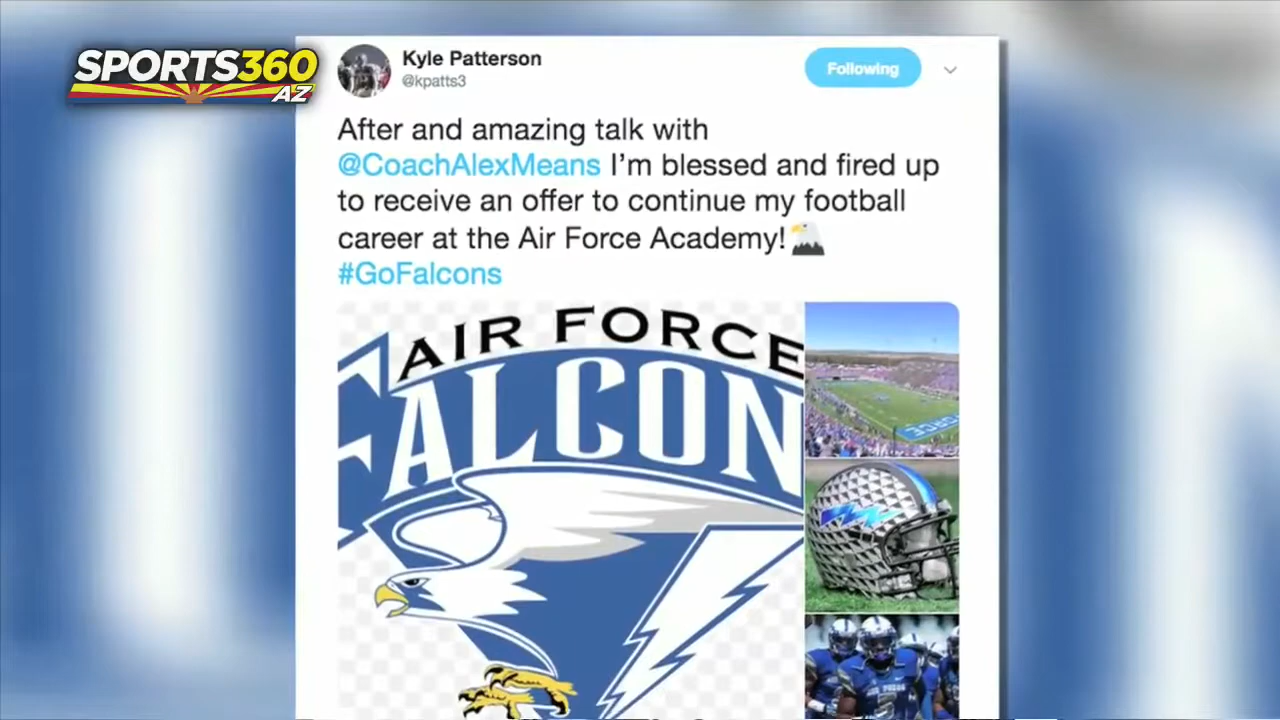 SPORTS360
AZ
Kyle Patterson
@kpatts3
Following
After and amazing talk with
@CoachAlexMeans I'm blessed and fired up
to receive an offer to continue my football
career at the Air Force Academy!
#GoFalcons
AIR FORCE
FALCON